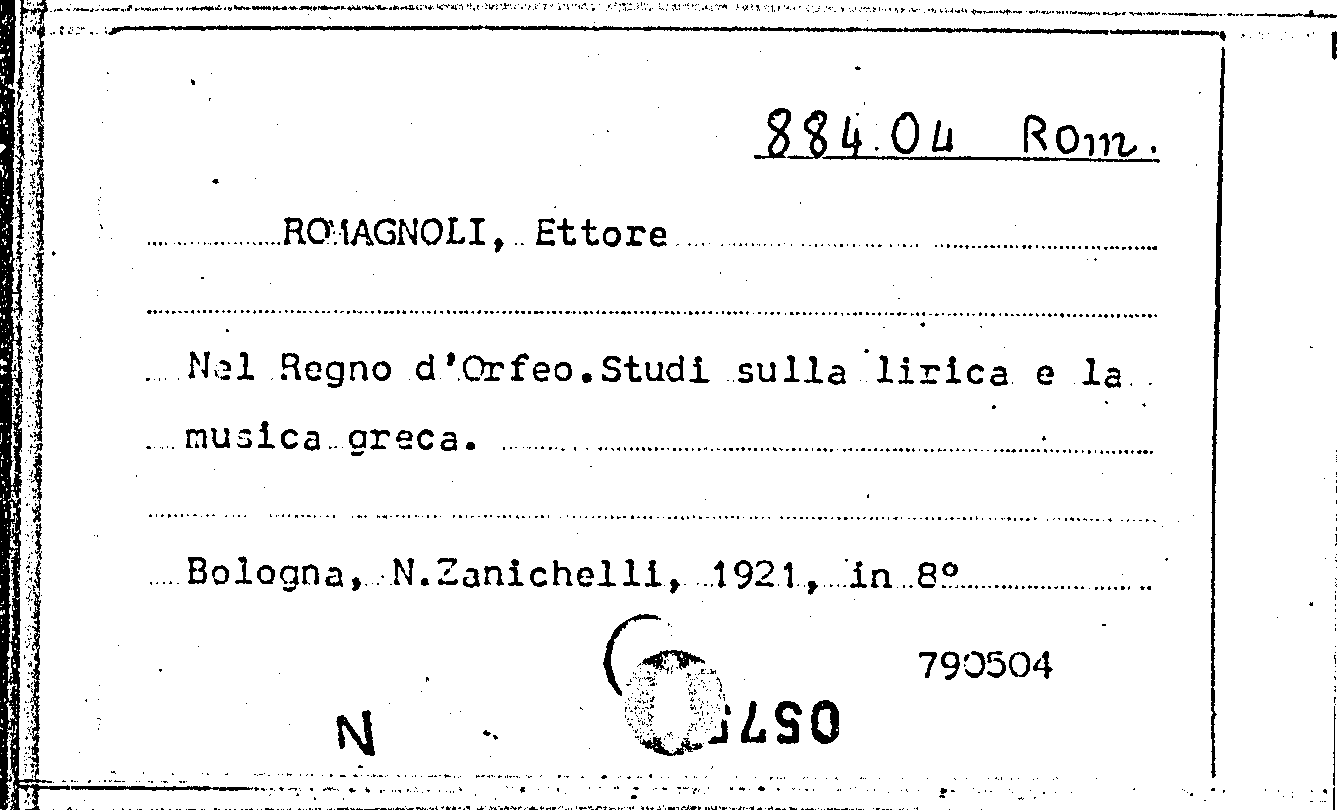 884.04 Rom.
ROMAGNOLI, Ettore
Nel Regno d'Orfeo.Studi sulla lirica e la
musica greca.
Bologna, N.Zanichelli, 1921, in 8º
790504
N